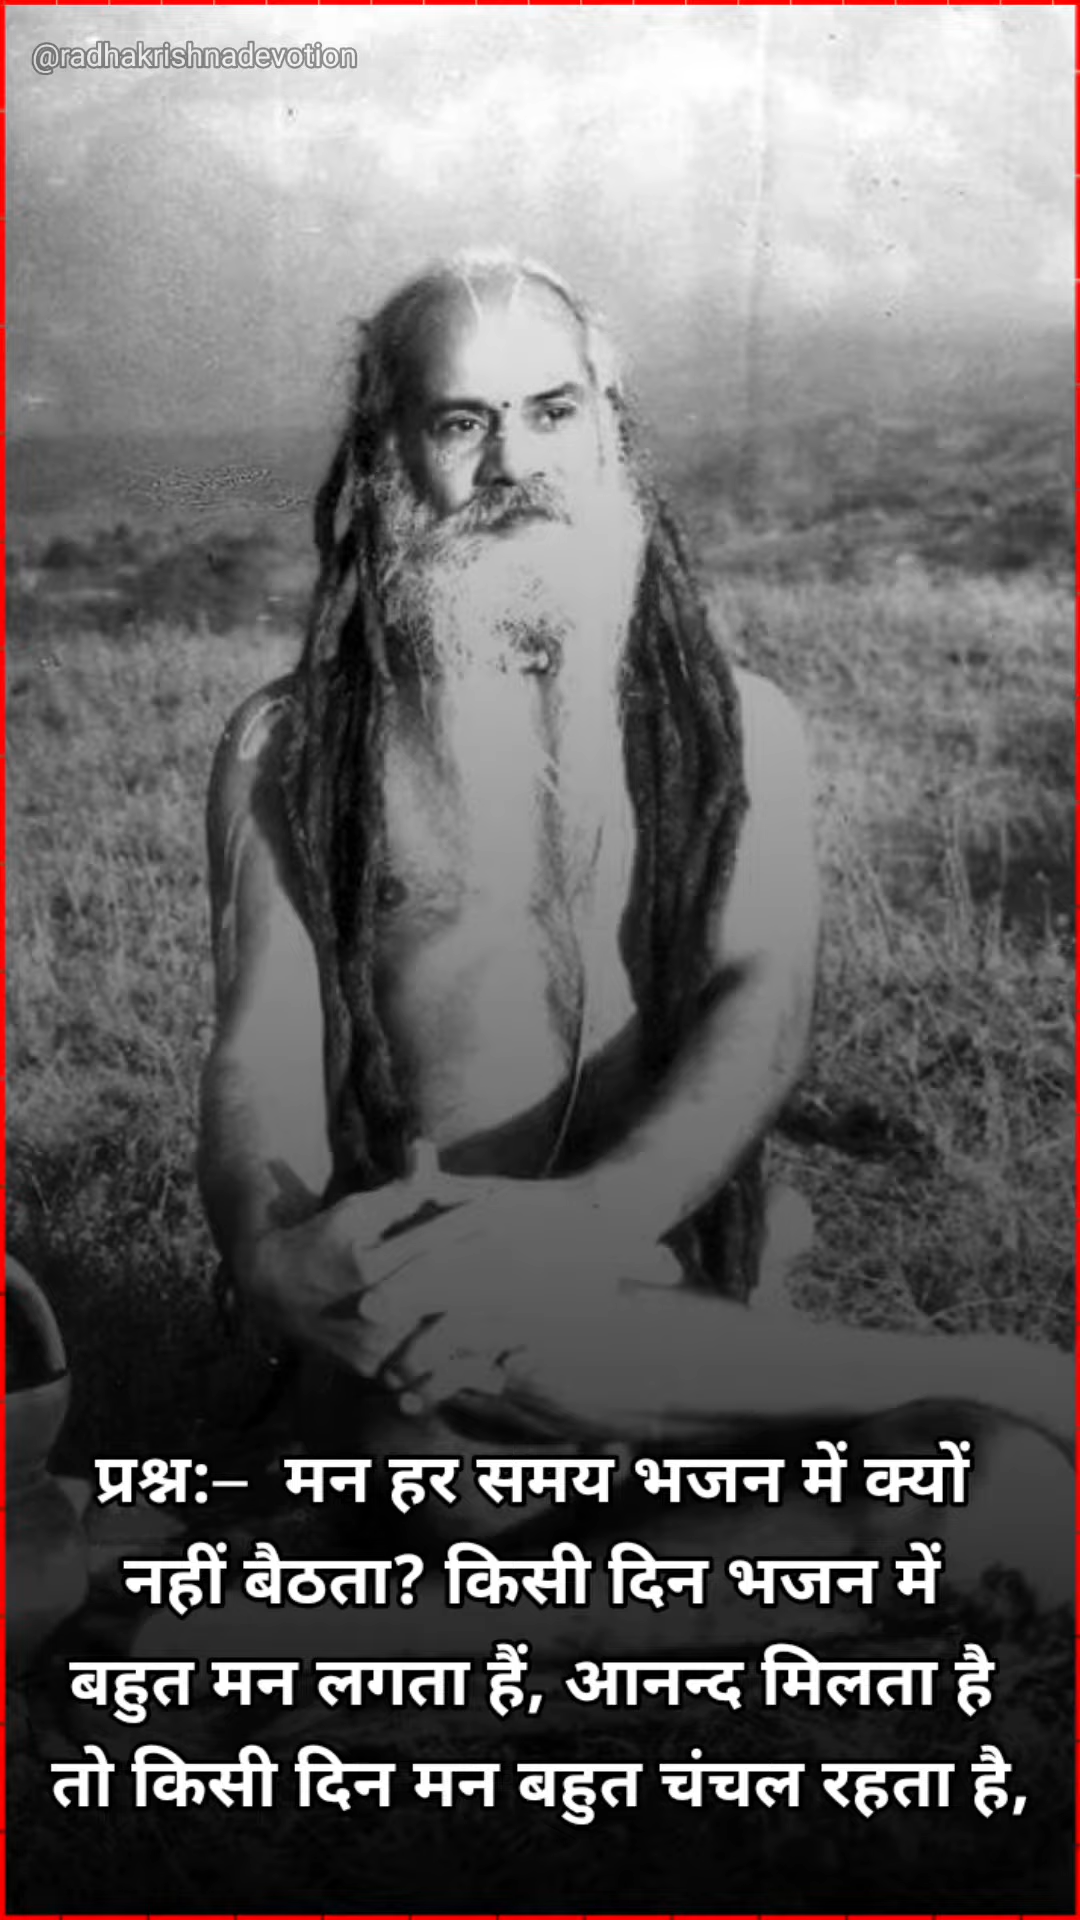 @radhakrishnadevotion
प्रश्न:– मन हर समय भजन में क्यों
नहीं बैठता? किसी दिन भजन में
बहुत मन लगता हैं, आनन्द मिलता है
तो किसी दिन मन बहुत चंचल रहता है,